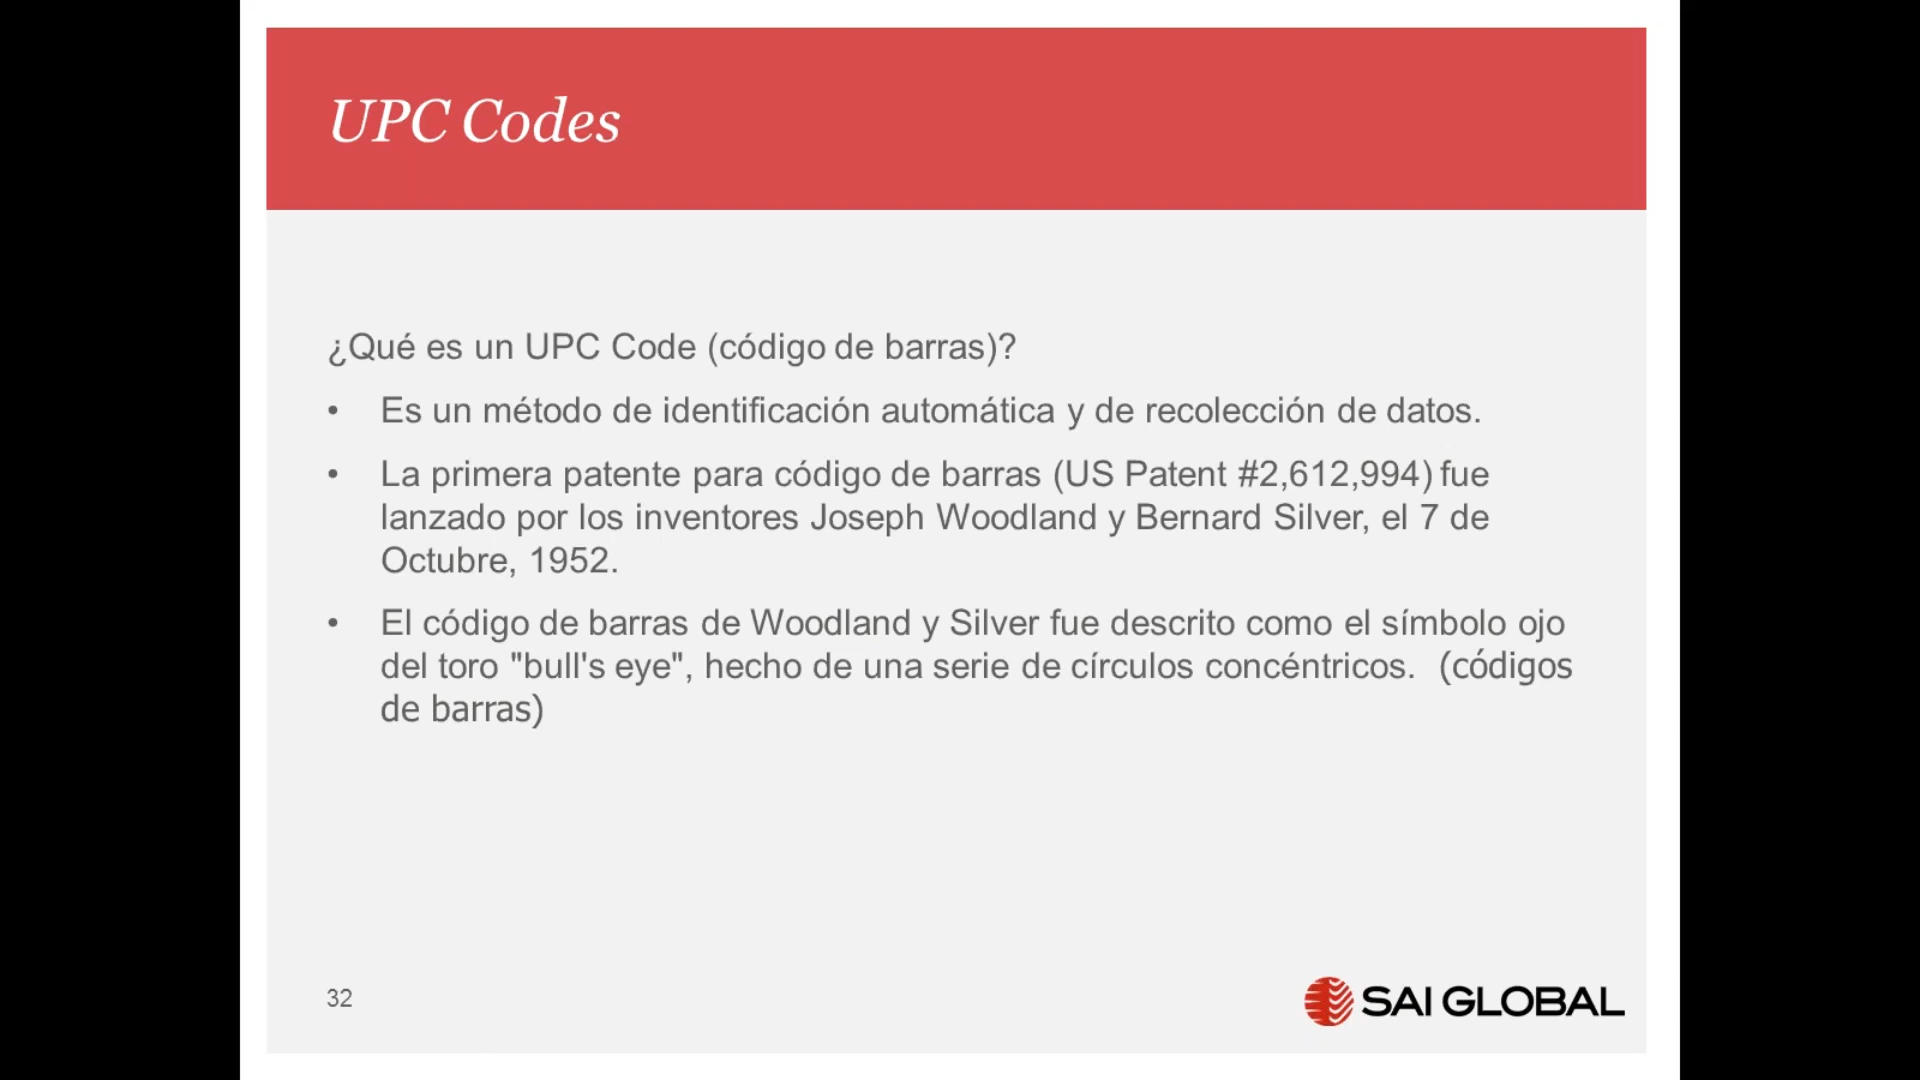 UPC Codes
¿Qué es un UPC Code (código de barras)?
• Es un método de identificación automática y de recolección de datos.
• La primera patente para código de barras (US Patent #2,612,994) fue
lanzado por los inventores Joseph Woodland y Bernard Silver, el 7 de
Octubre, 1952.
• El código de barras de Woodland y Silver fue descrito como el símbolo ojo
del toro "bull's eye", hecho de una serie de círculos concéntricos. (códigos
de barras)
32
SAI GLOBAL